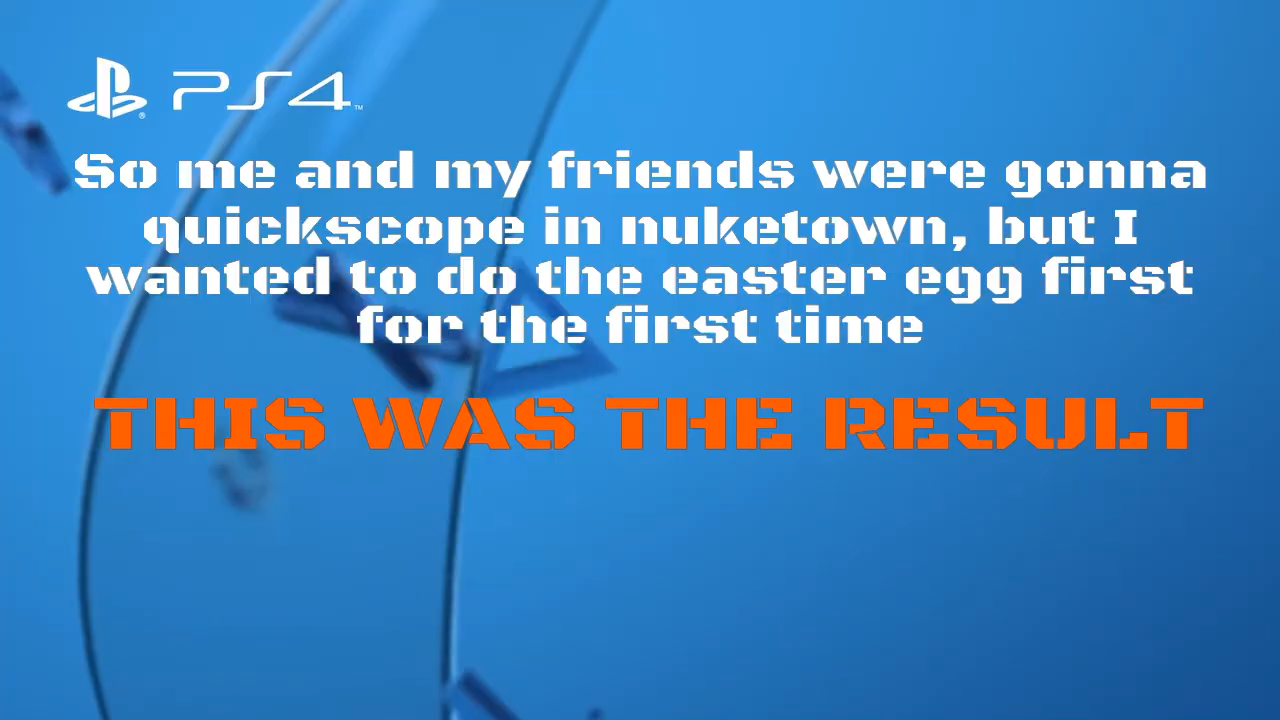 PS4™
So me and my friends were gonna
quickscope in nuketown, but I
wanted to do the easter egg first
for the first time
THIS WAS THE RESULT